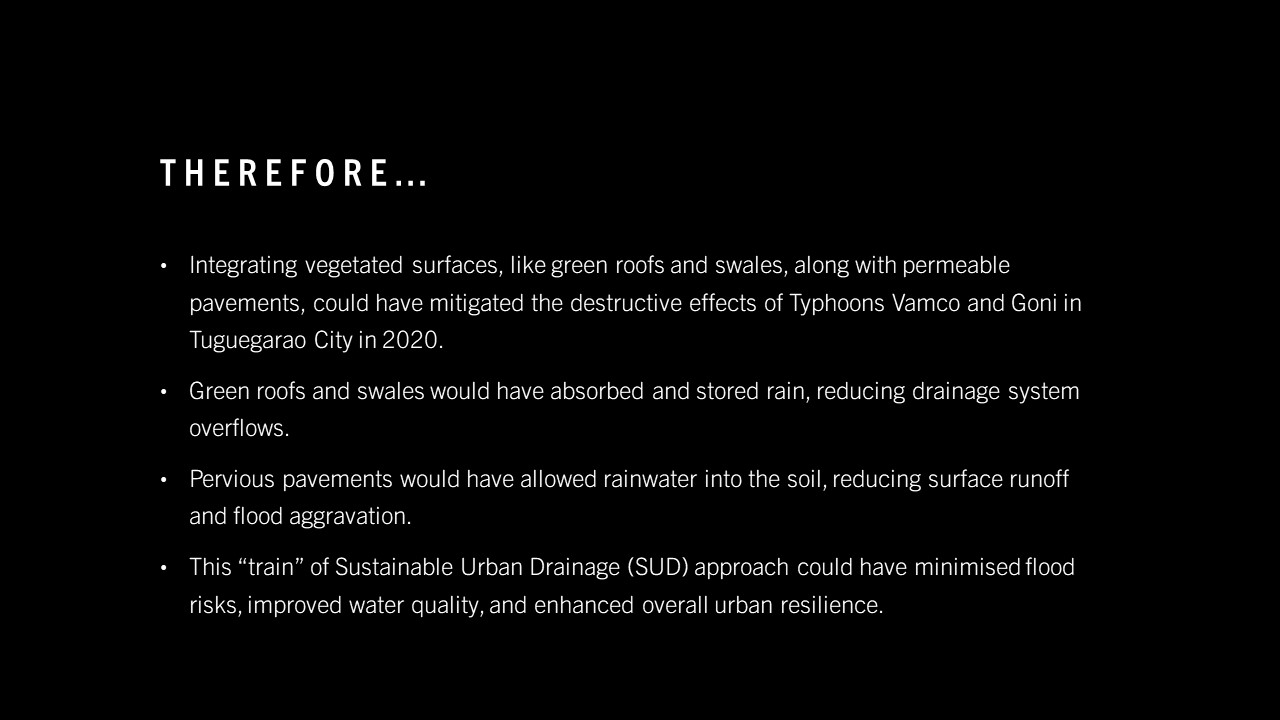 THEREFORE...
• Integrating vegetated surfaces, like green roofs and swales, along with permeable
pavements, could have mitigated the destructive effects of Typhoons Vamco and Goni in
Tuguegarao City in 2020.
• Green roofs and swales would have absorbed and stored rain, reducing drainage system
overflows.
• Pervious pavements would have allowed rainwater into the soil, reducing surface runoff
and flood aggravation.
• This “train” of Sustainable Urban Drainage (SUD) approach could have minimised flood
risks, improved water quality, and enhanced overall urban resilience.